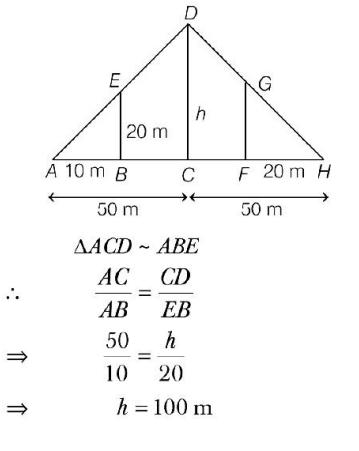 D
E
G
20 m
h
A 10 m B C F 20 m H
50 m 50 m
ΔACD ~ ABE
∴ AC/AB = CD/EB
⇒ 50/10 = h/20
⇒ h = 100 m